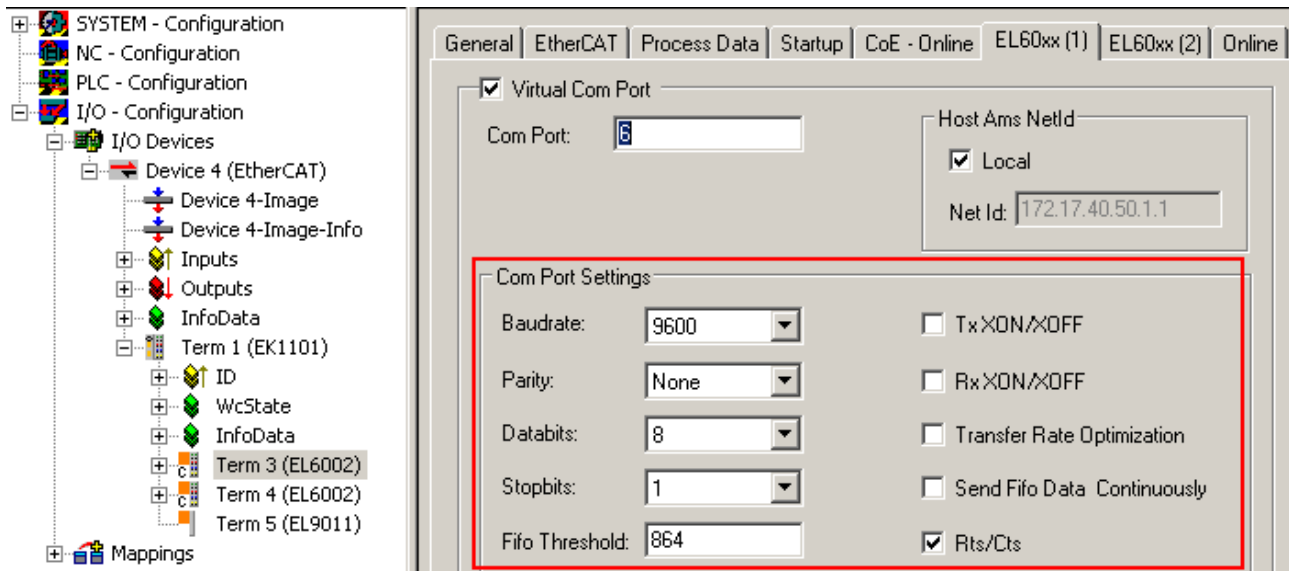 SYSTEM - Configuration
NC - Configuration
PLC - Configuration
I/O - Configuration
I/O Devices
Device 4 (EtherCAT)
Device 4-Image
Device 4-Image-Info
Inputs
Outputs
InfoData
Term 1 (EK1101)
ID
WcState
InfoData
Term 3 (EL6002)
Term 4 (EL6002)
Term 5 (EL9011)
Mappings
General EtherCAT Process Data Startup CoE - Online EL60xx (1) EL60xx (2) Online
Virtual Com Port
Com Port: 6
Host Ams NetId
Local
Net Id: 172.17.40.50.1.1
Com Port Settings
Baudrate: 9600 Tx XON/XOFF
Parity: None Rx XON/XOFF
Databits: 8 Transfer Rate Optimization
Stopbits: 1 Send Fifo Data Continuously
Fifo Threshold: 864 Rts/Cts